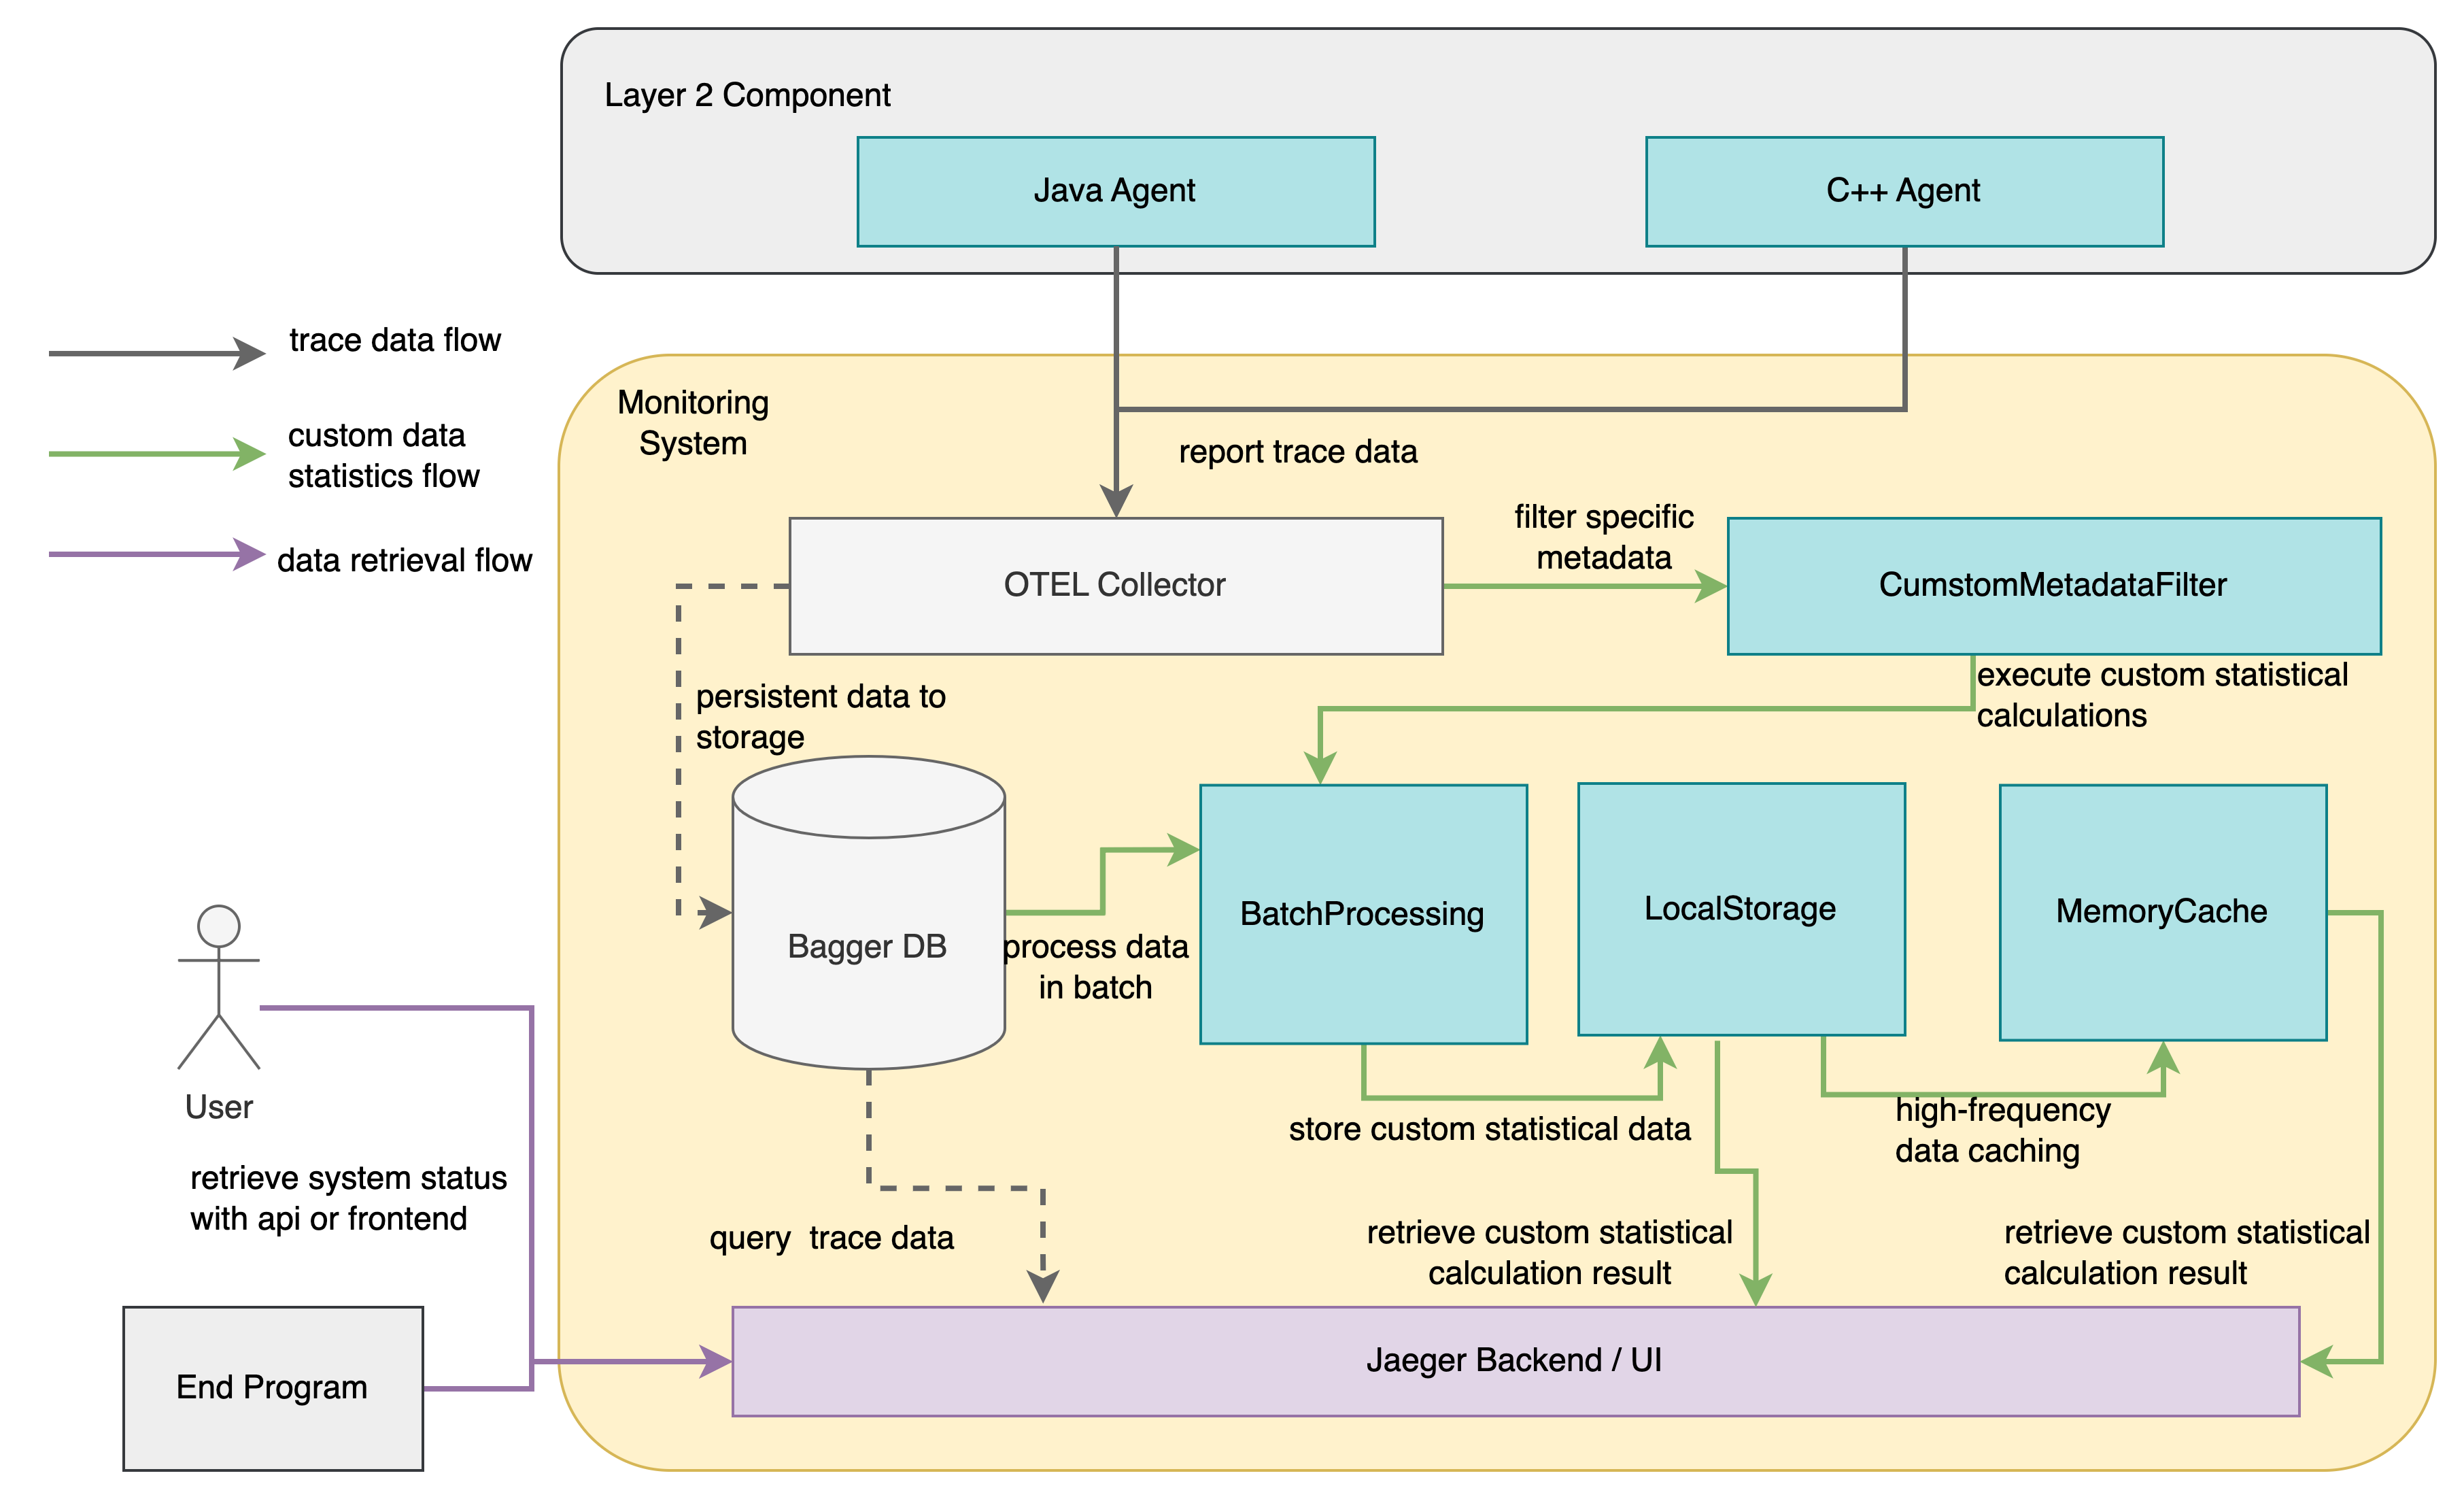 Layer 2 Component
Java Agent
C++ Agent
trace data flow
custom data
statistics flow
data retrieval flow
Monitoring
System
report trace data
filter specific
metadata
OTEL Collector
CumstomMetadataFilter
execute custom statistical
calculations
persistent data to
storage
Bagger DB
process data
in batch
BatchProcessing
LocalStorage
MemoryCache
User
store custom statistical data
high-frequency
data caching
retrieve system status
with api or frontend
query  trace data
retrieve custom statistical
calculation result
retrieve custom statistical
calculation result
End Program
Jaeger Backend / UI